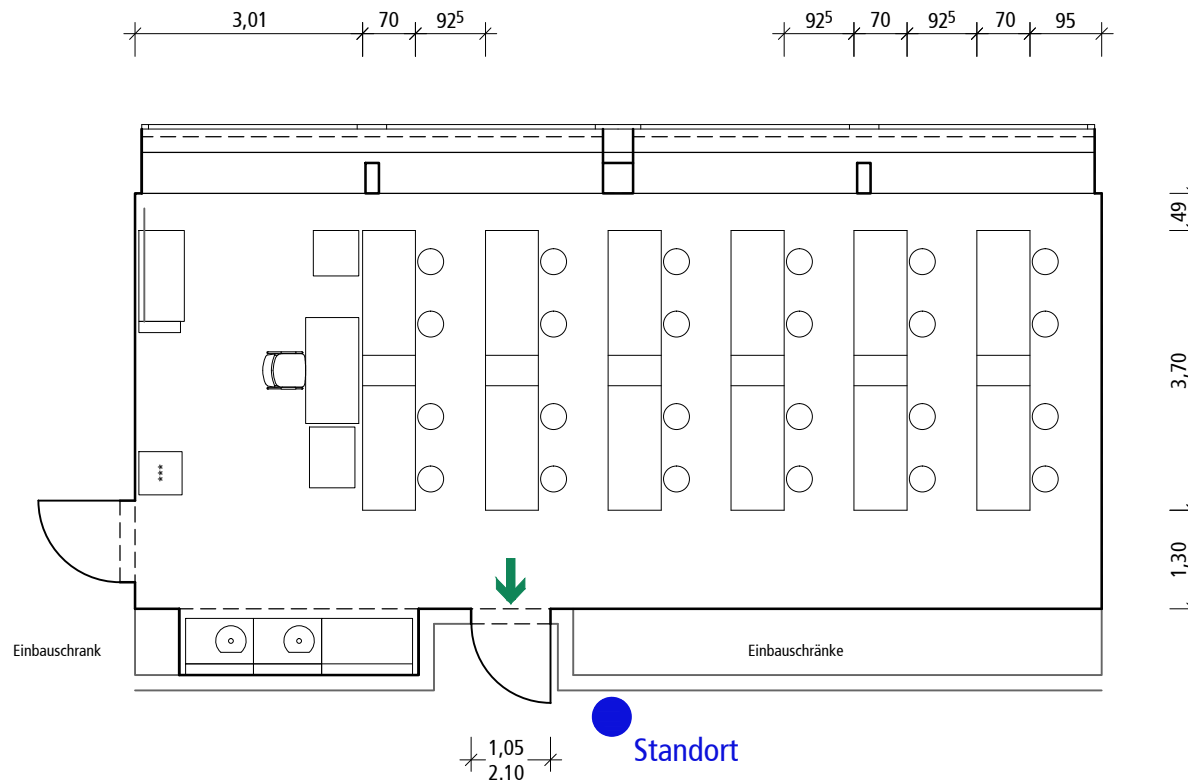 3,01 70 92⁵ 92⁵ 70 92⁵ 70 95
49
3,70
1,30
***
Einbauschrank
Einbauschränke
Standort
1,05
2,10